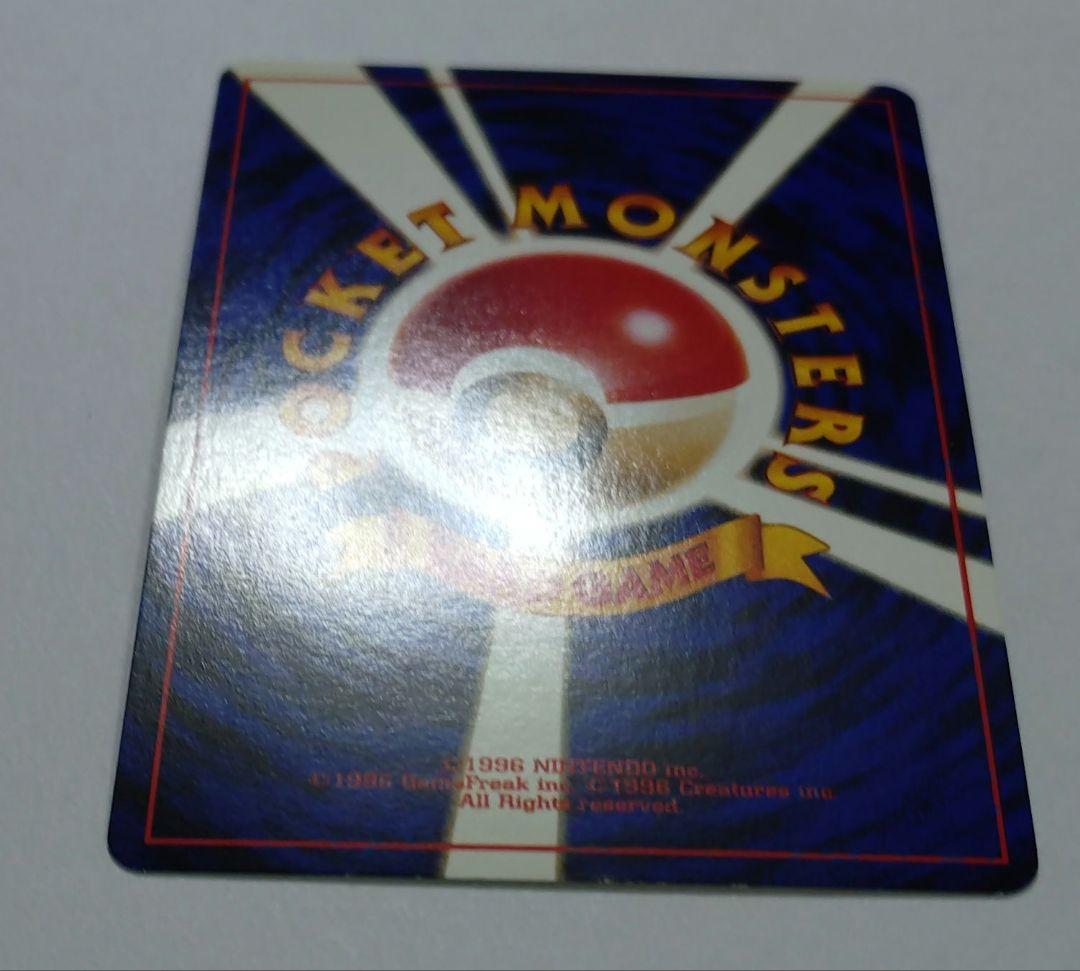 POCKET MONSTERS
GAME
©1996 NINTENDO inc.
©1996 GameFreak inc. ©1996 Creatures inc.
All Rights reserved.